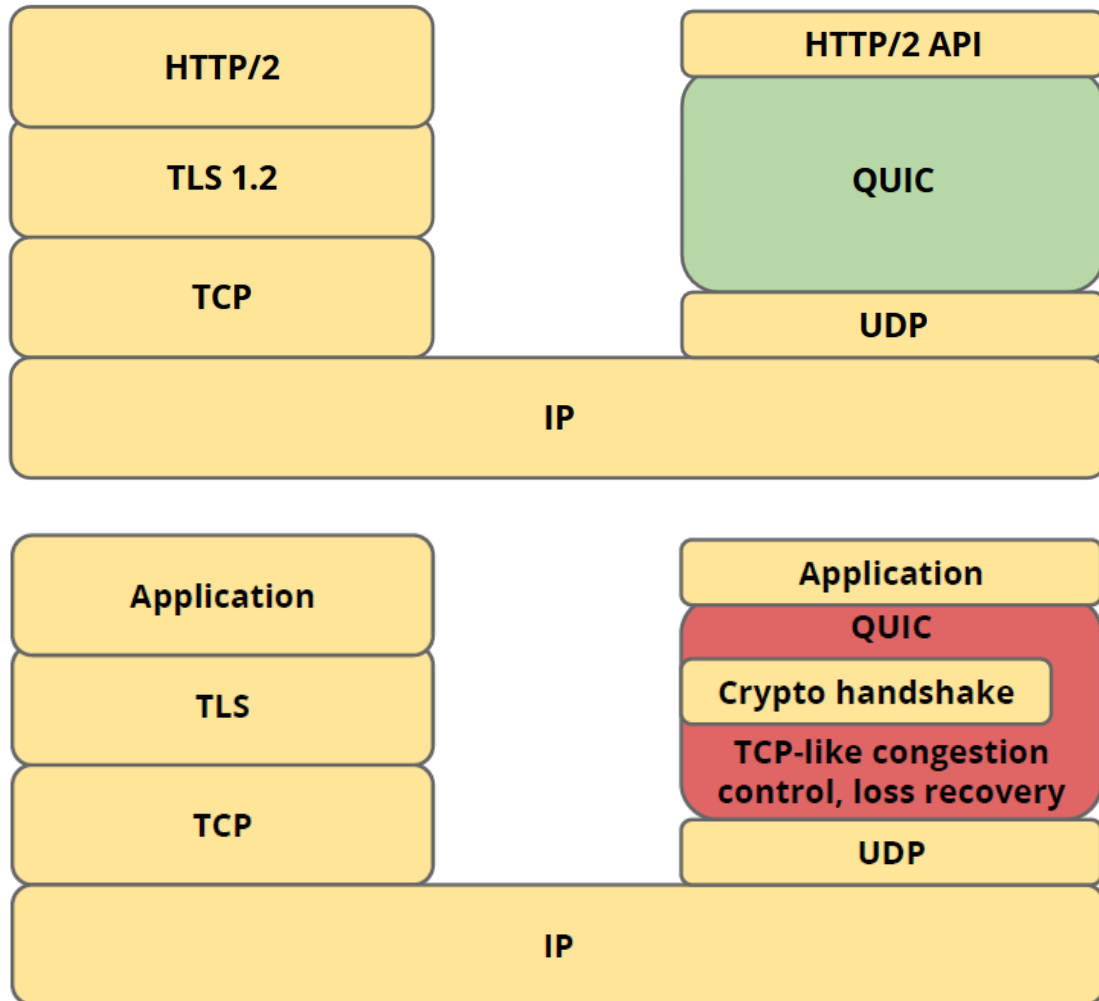 HTTP/2
HTTP/2 API
TLS 1.2
QUIC
TCP
UDP
IP
Application
Application
QUIC
TLS
Crypto handshake
TCP-like congestion
control, loss recovery
TCP
UDP
IP